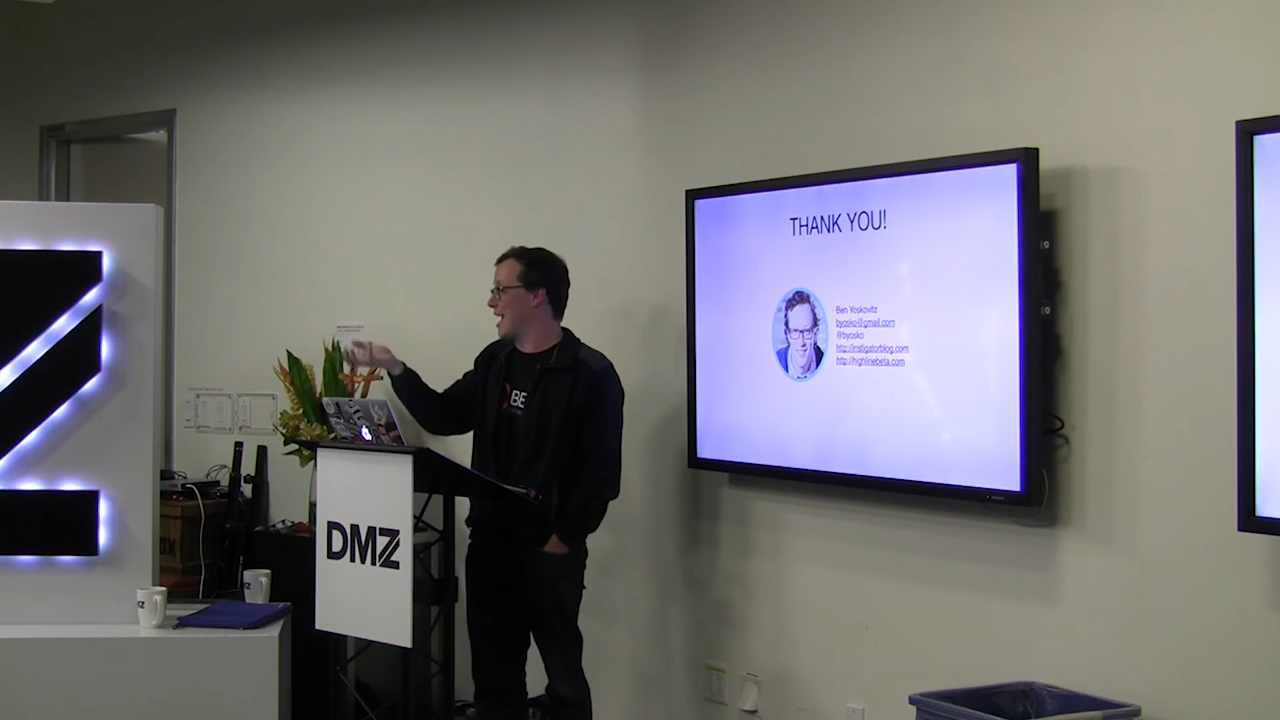 THANK YOU!
Ben Yoskovitz
byosko@gmail.com
@byosko
http://instigatorblog.com
http://highlinebeta.com
BE
DMZ